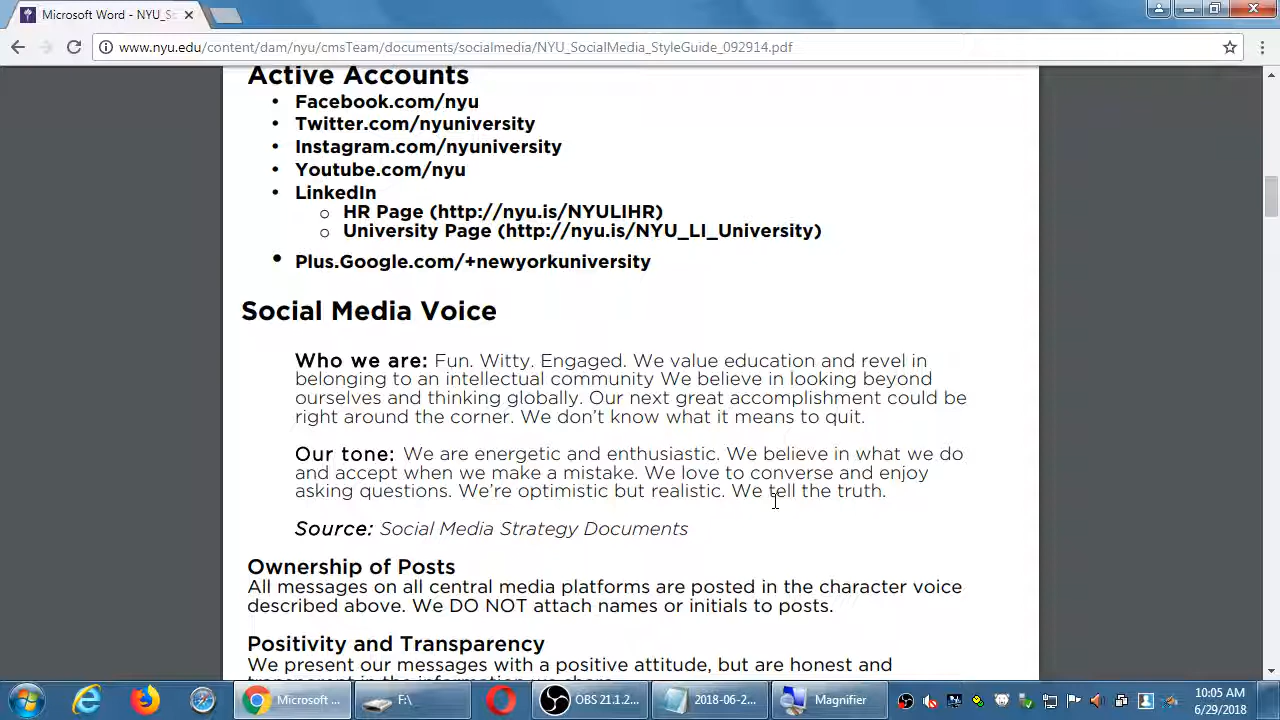 Microsoft Word - NYU_S
www.nyu.edu/content/dam/nyu/cmsTeam/documents/socialmedia/NYU_SocialMedia_StyleGuide_092914.pdf
Active Accounts
• Facebook.com/nyu
• Twitter.com/nyuniversity
• Instagram.com/nyuniversity
• Youtube.com/nyu
• LinkedIn
o HR Page (http://nyu.is/NYULIHR)
o University Page (http://nyu.is/NYU_LI_University)
• Plus.Google.com/+newyorkuniversity
Social Media Voice
Who we are: Fun. Witty. Engaged. We value education and revel in
belonging to an intellectual community We believe in looking beyond
ourselves and thinking globally. Our next great accomplishment could be
right around the corner. We don't know what it means to quit.
Our tone: We are energetic and enthusiastic. We believe in what we do
and accept when we make a mistake. We love to converse and enjoy
asking questions. We're optimistic but realistic. We tell the truth.
Source: Social Media Strategy Documents
Ownership of Posts
All messages on all central media platforms are posted in the character voice
described above. We DO NOT attach names or initials to posts.
Positivity and Transparency
We present our messages with a positive attitude, but are honest and
transparent in the information we share.
Microsoft ...
F:\
OBS 21.1.2...
2018-06-2...
Magnifier
10:05 AM
6/29/2018